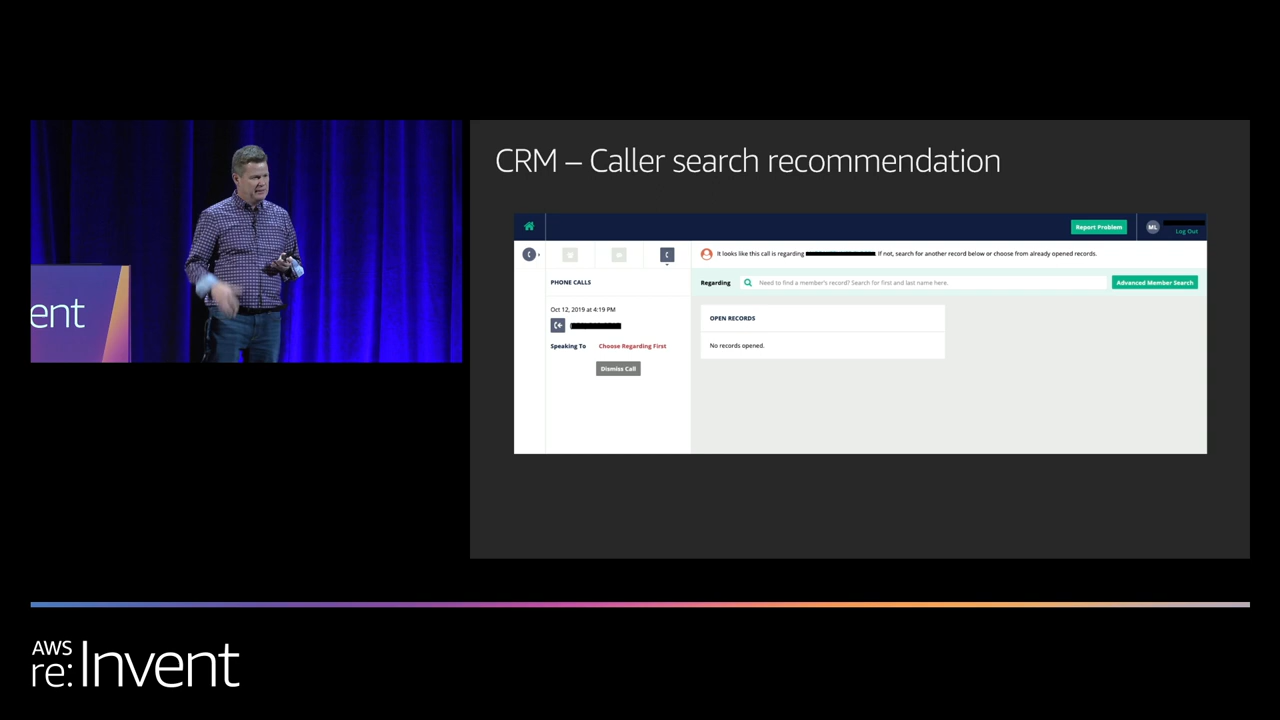 CRM – Caller search recommendation
Report Problem
ML
Log Out
It looks like this call is regarding . If not, search for another record below or choose from already opened records.
PHONE CALLS
Regarding
Need to find a member's record? Search for first and last name here.
Advanced Member Search
Oct 12, 2019 at 4:19 PM
OPEN RECORDS
Speaking To
Choose Regarding First
No records opened.
Dismiss Call
ent
AWS
re:Invent